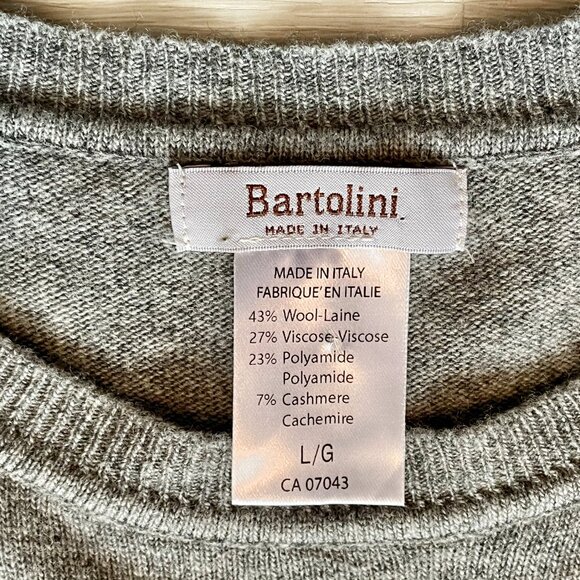 Bartolini
MADE IN ITALY
MADE IN ITALY
FABRIQUE' EN ITALIE
43% Wool-Laine
27% Viscose-Viscose
23% Polyamide
Polyamide
7% Cashmere
Cachemire
L/G
CA 07043